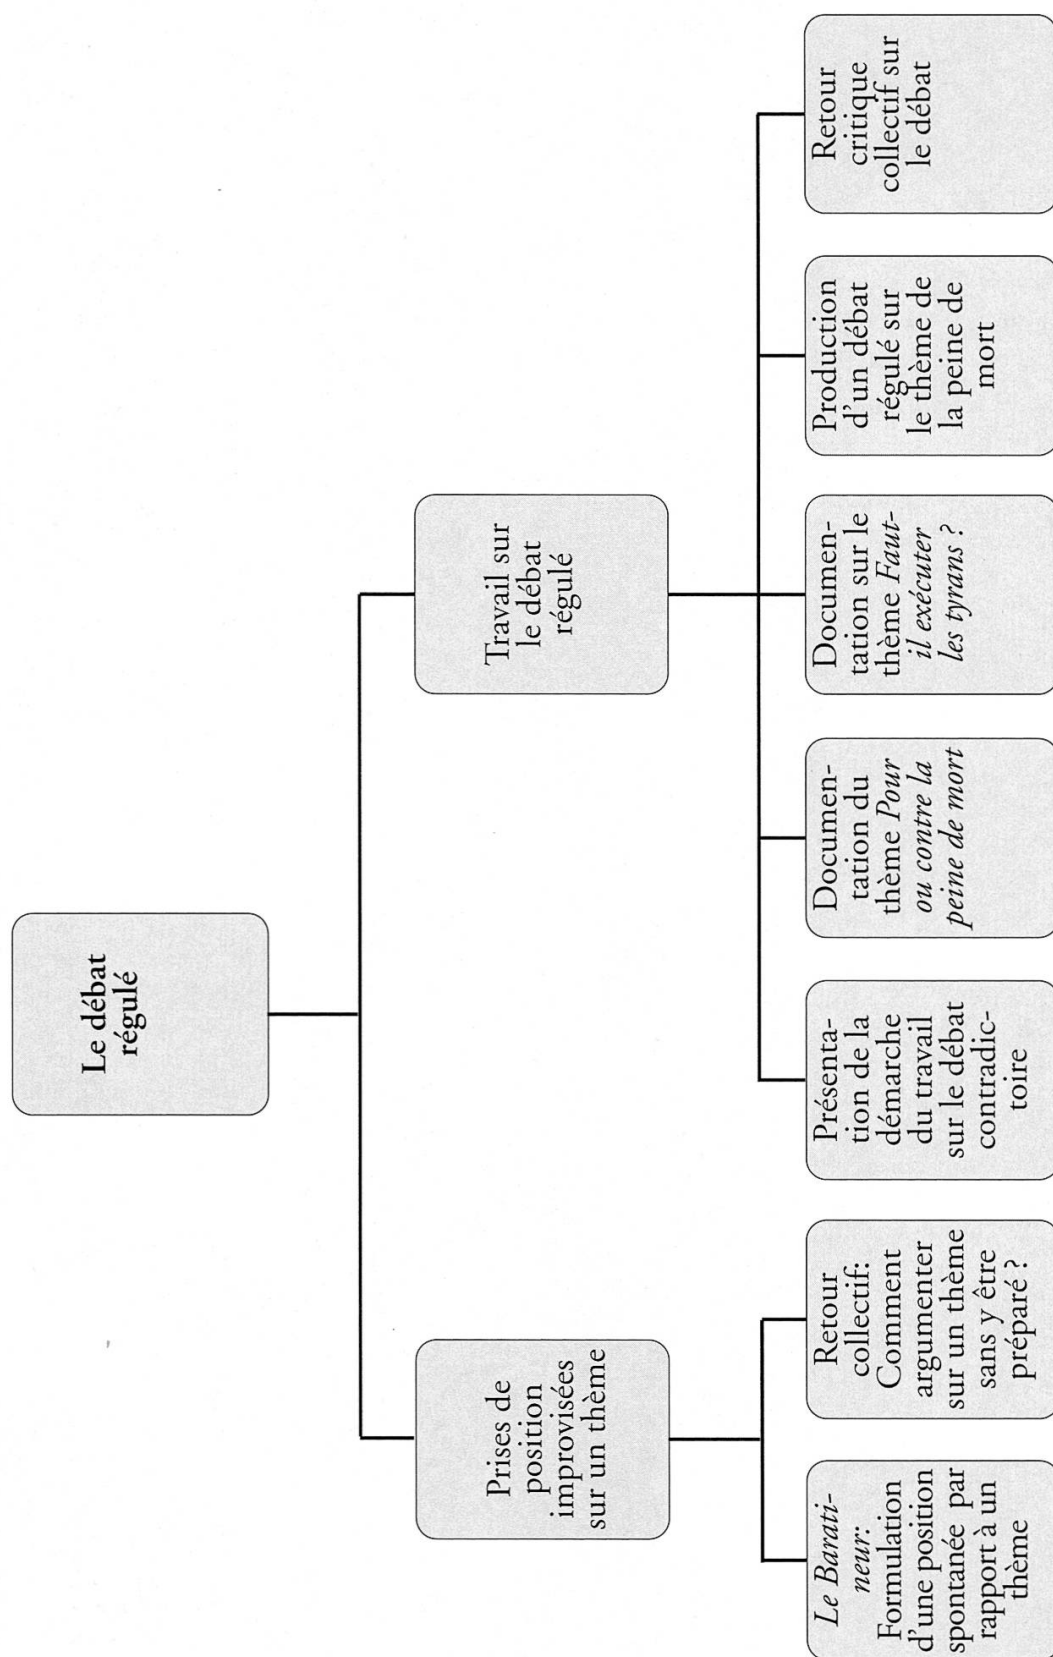 Le débat
régulé
Prises de
position
improvisées
sur un thème
Travail sur
le débat
régulé
Le Barati-
neur:
Formulation
d'une position
spontanée par
rapport à un
thème
Retour
collectif:
Comment
argumenter
sur un thème
sans y être
préparé ?
Présenta-
tion de la
démarche
du travail
sur le débat
contradic-
toire
Documen-
tation du
thème Pour
ou contre la
peine de mort
Documen-
tation sur le
thème Faut-
il exécuter
les tyrans ?
Production
d'un débat
régulé sur
le thème de
la peine de
mort
Retour
critique
collectif sur
le débat